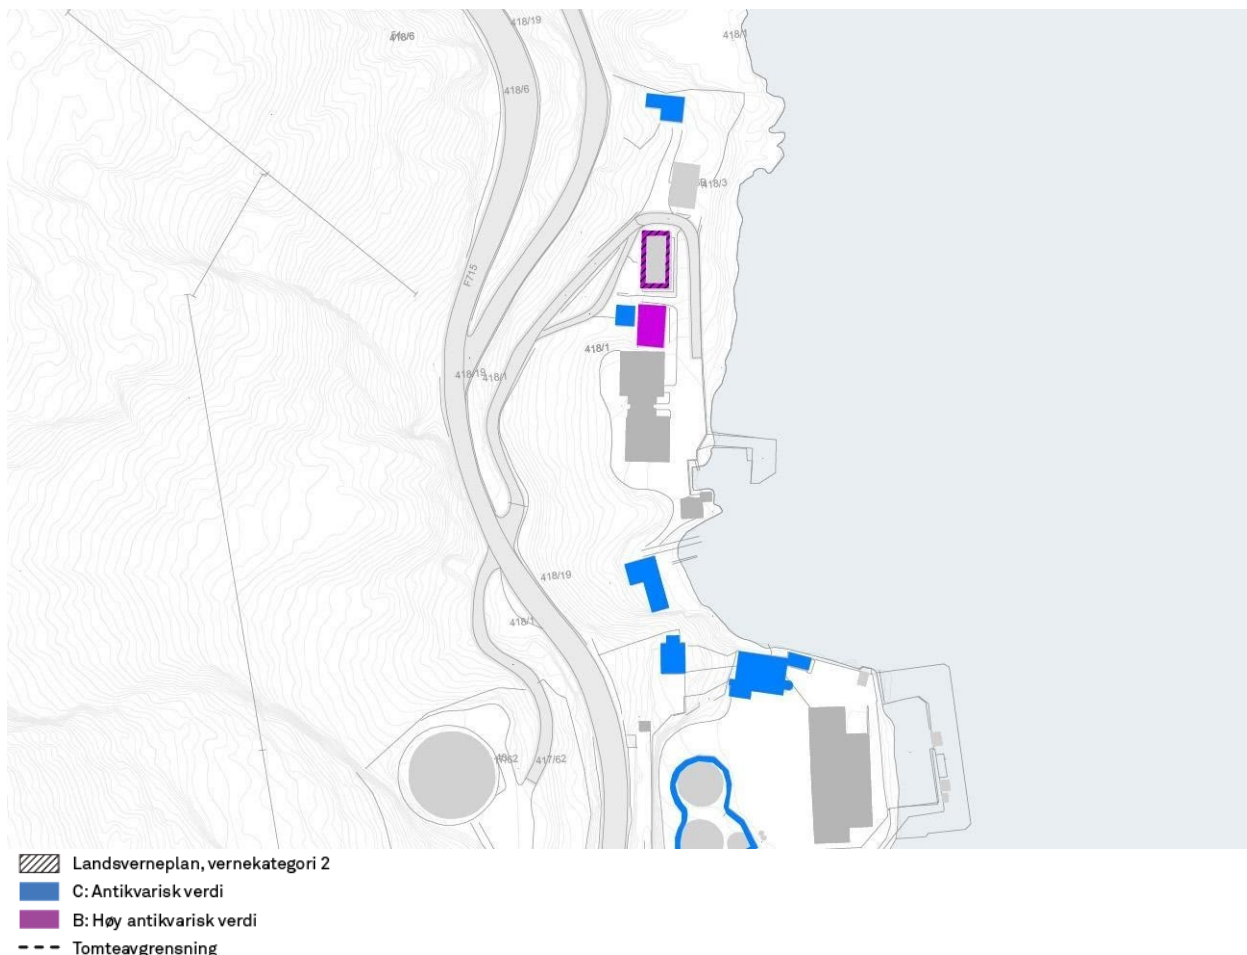 418/19
418/1
418/6
418/6
418/3
F715
418/1
418/19
418/1
418/19
418/1
417/62
Landsverneplan, vernekategori 2
C: Antikvarisk verdi
B: Høy antikvarisk verdi
Tomteavgrensning